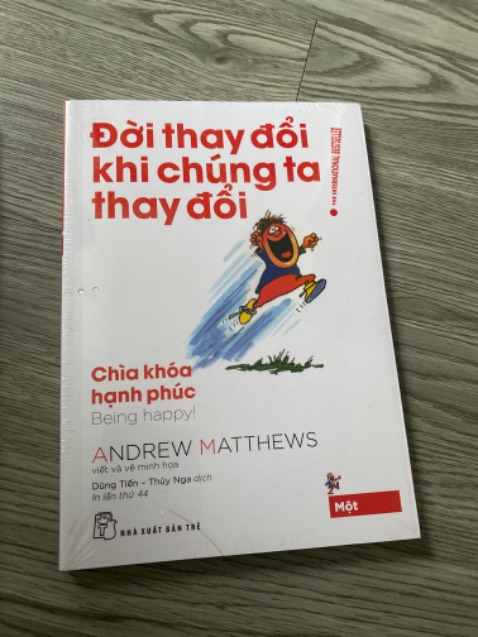 Đời thay đổi
khi chúng ta
thay đổi
THE INTERNATIONAL BESTSELLER
Chìa khóa
hạnh phúc
Being happy!
ANDREW MATTHEWS
viết và vẽ minh họa
Dũng Tiến – Thúy Nga dịch
In lần thứ 44
NHÀ XUẤT BẢN TRẺ
Một